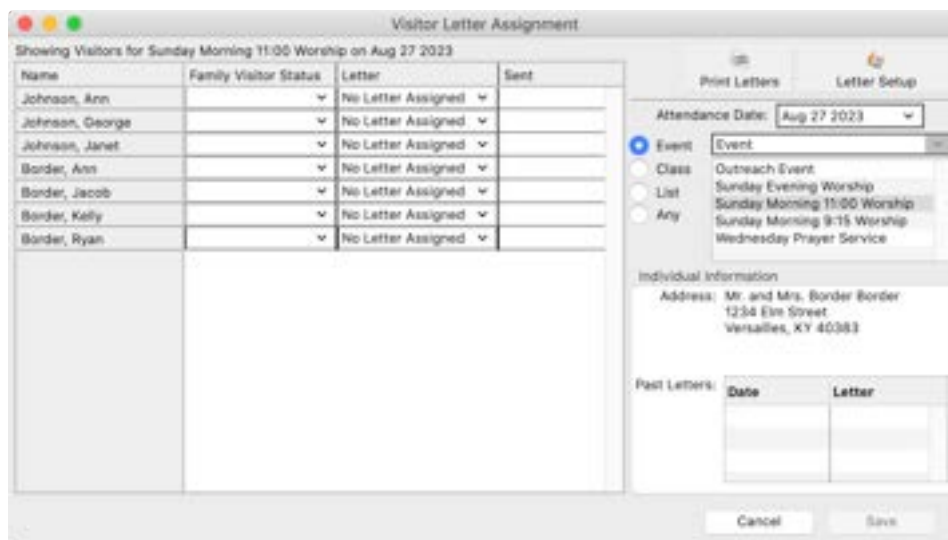 Visitor Letter Assignment
Showing Visitors for Sunday Morning 11:00 Worship on Aug 27 2023
Name Family Visitor Status Letter Sent
Johnson, Ann No Letter Assigned
Johnson, George No Letter Assigned
Johnson, Janet No Letter Assigned
Border, Ann No Letter Assigned
Border, Jacob No Letter Assigned
Border, Kelly No Letter Assigned
Border, Ryan No Letter Assigned
Print Letters Letter Setup
Attendance Date: Aug 27 2023
Event Event
Class
List
Any
Outreach Event
Sunday Evening Worship
Sunday Morning 11:00 Worship
Sunday Morning 9:15 Worship
Wednesday Prayer Service
Individual Information
Address: Mr. and Mrs. Border Border
1234 Elm Street
Versailles, KY 40383
Past Letters: Date Letter
Cancel Save